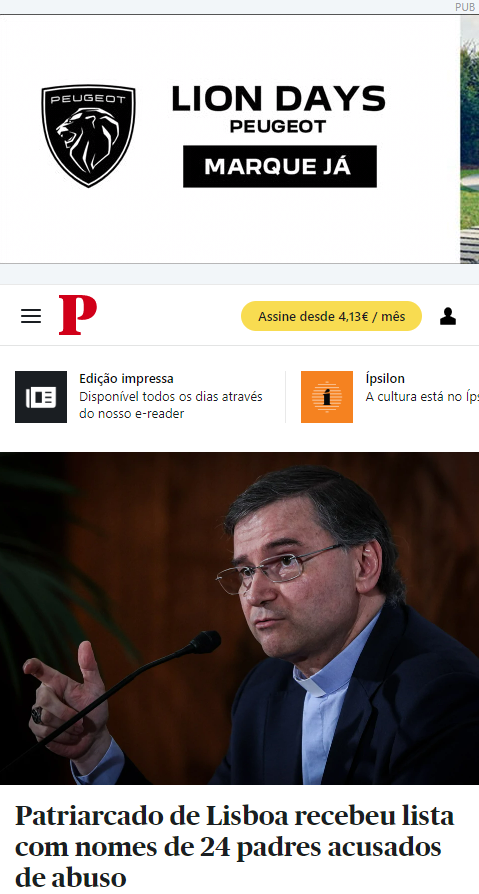 PUB
PEUGEOT
LION DAYS
PEUGEOT
MARQUE JÁ
P
Assine desde 4,13€ / mês
Edição impressa
Disponível todos os dias através
do nosso e-reader
í
Ípsilon
A cultura está no Íps
Patriarcado de Lisboa recebeu lista
com nomes de 24 padres acusados
de abuso